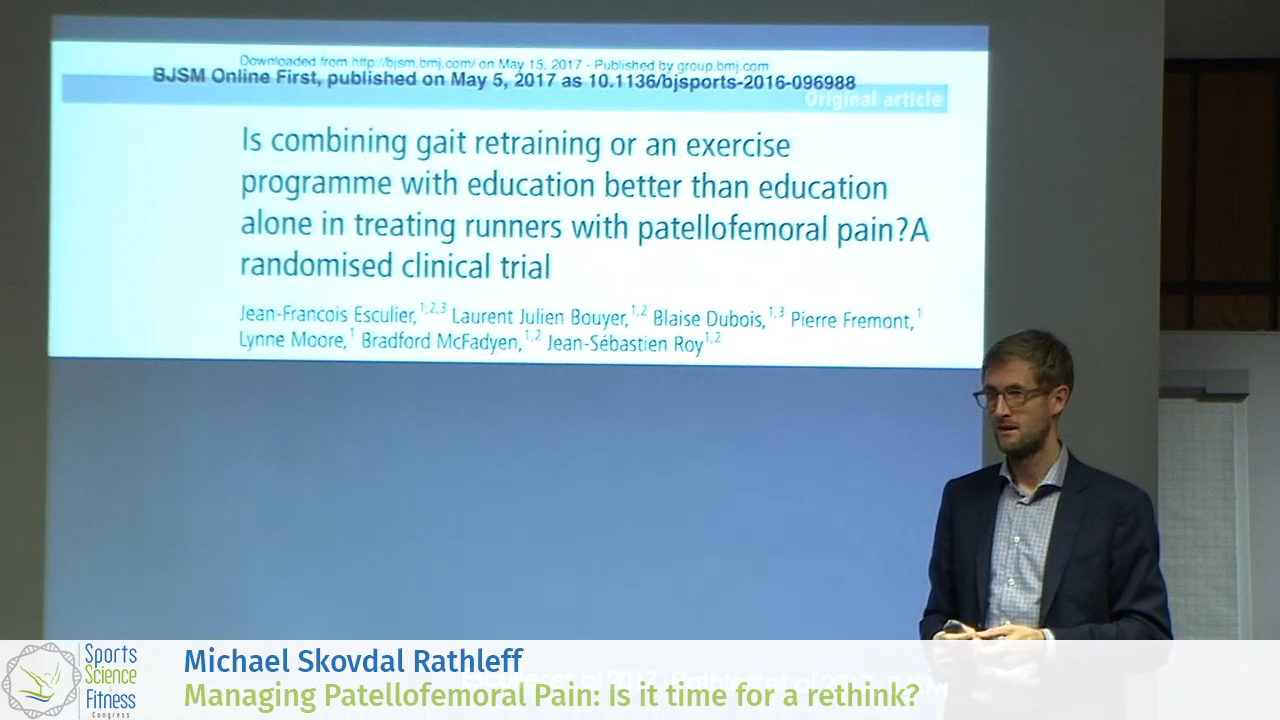 Downloaded from http://bjsm.bmj.com/ on May 15, 2017 - Published by group.bmj.com
BJSM Online First, published on May 5, 2017 as 10.1136/bjsports-2016-096988
Original article
Is combining gait retraining or an exercise
programme with education better than education
alone in treating runners with patellofemoral pain?A
randomised clinical trial
Jean-Francois Esculier,1,2,3 Laurent Julien Bouyer,1,2 Blaise Dubois,1,3 Pierre Fremont,1
Lynne Moore,1 Bradford McFadyen,1,2 Jean-Sébastien Roy1,2
Sports
Science
Fitness
Congress
Michael Skovdal Rathleff
Managing Patellofemoral Pain: Is it time for a rethink?